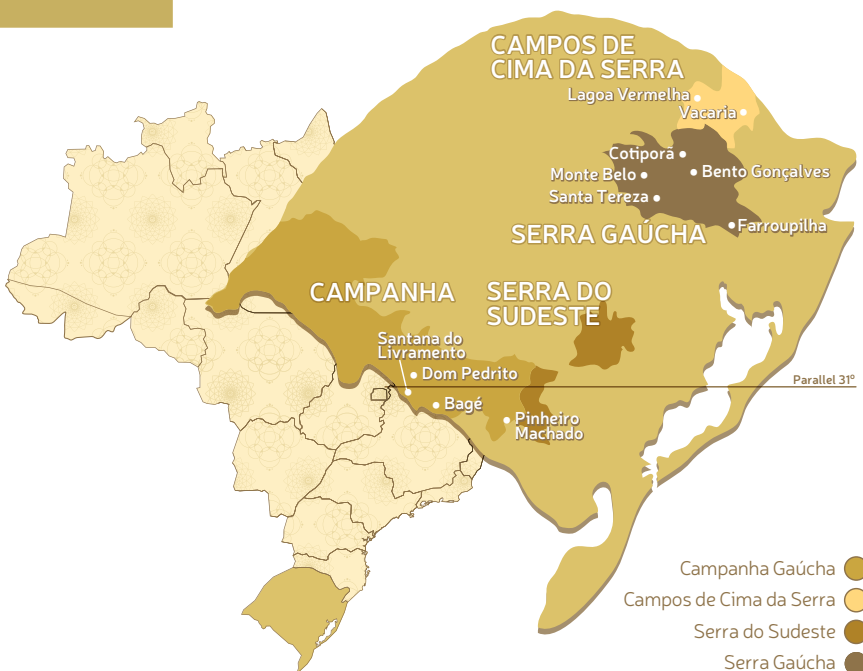 CAMPOS DE
CIMA DA SERRA
Lagoa Vermelha
Vacaria
Cotiporã
Monte Belo
Bento Gonçalves
Santa Tereza
SERRA GAÚCHA
Farroupilha
CAMPANHA
SERRA DO
SUDESTE
Santana do
Livramento
Dom Pedrito
Parallel 31º
Bagé
Pinheiro
Machado
Campanha Gaúcha
Campos de Cima da Serra
Serra do Sudeste
Serra Gaúcha